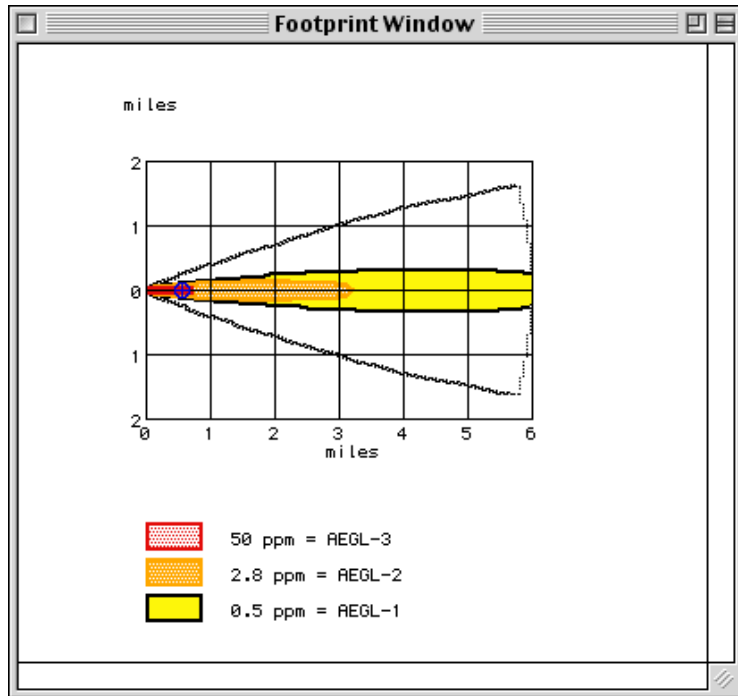 Footprint Window
miles
2
1
0
1
2
0 1 2 3 4 5 6
miles
50 ppm = AEGL-3
2.8 ppm = AEGL-2
0.5 ppm = AEGL-1